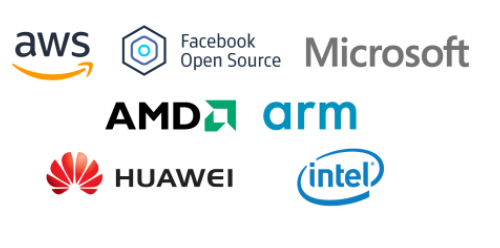 aws
Facebook
Open Source
Microsoft
AMD
arm
HUAWEI
intel